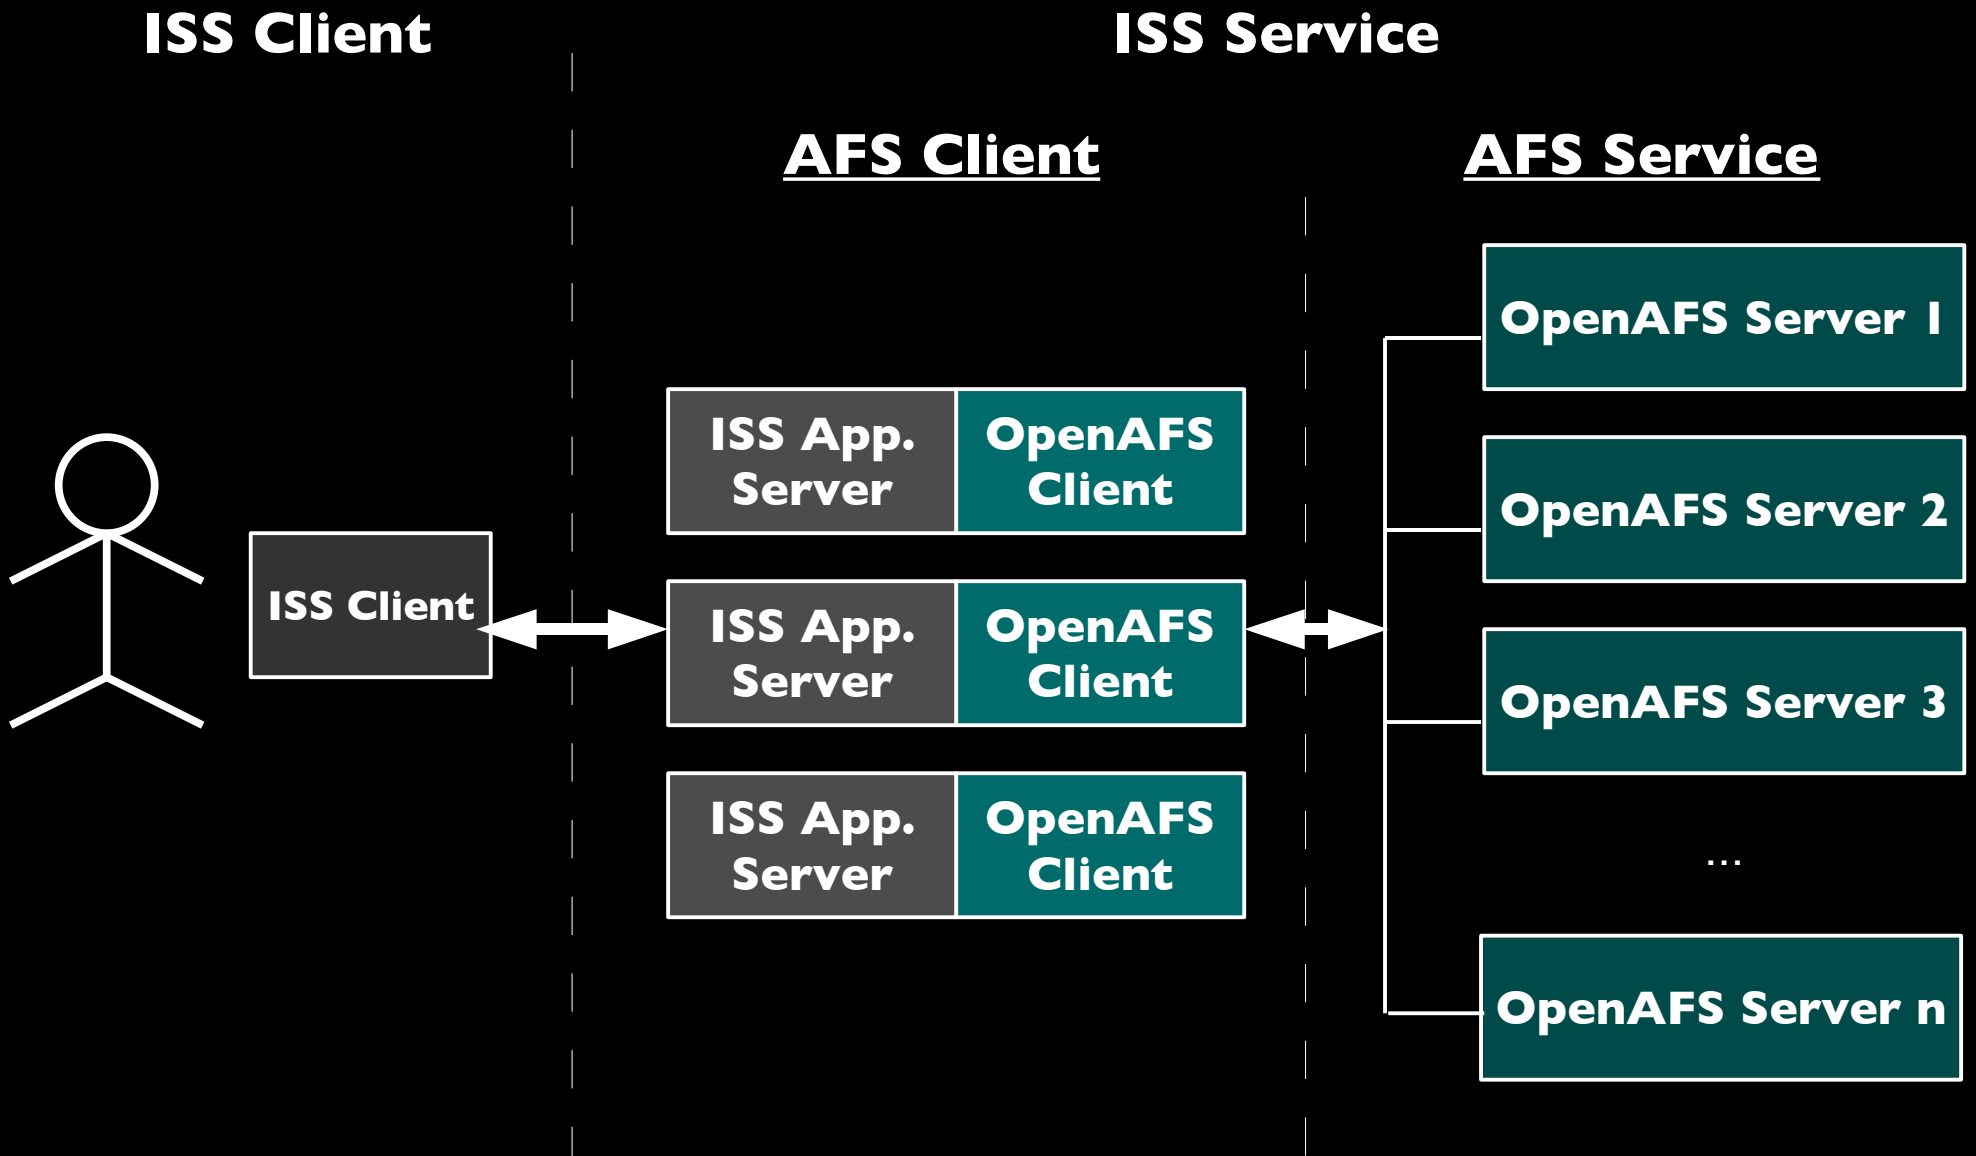 ISS Client
ISS Service
AFS Client
AFS Service
ISS Client
ISS App.
Server
OpenAFS
Client
ISS App.
Server
OpenAFS
Client
ISS App.
Server
OpenAFS
Client
OpenAFS Server 1
OpenAFS Server 2
OpenAFS Server 3
...
OpenAFS Server n